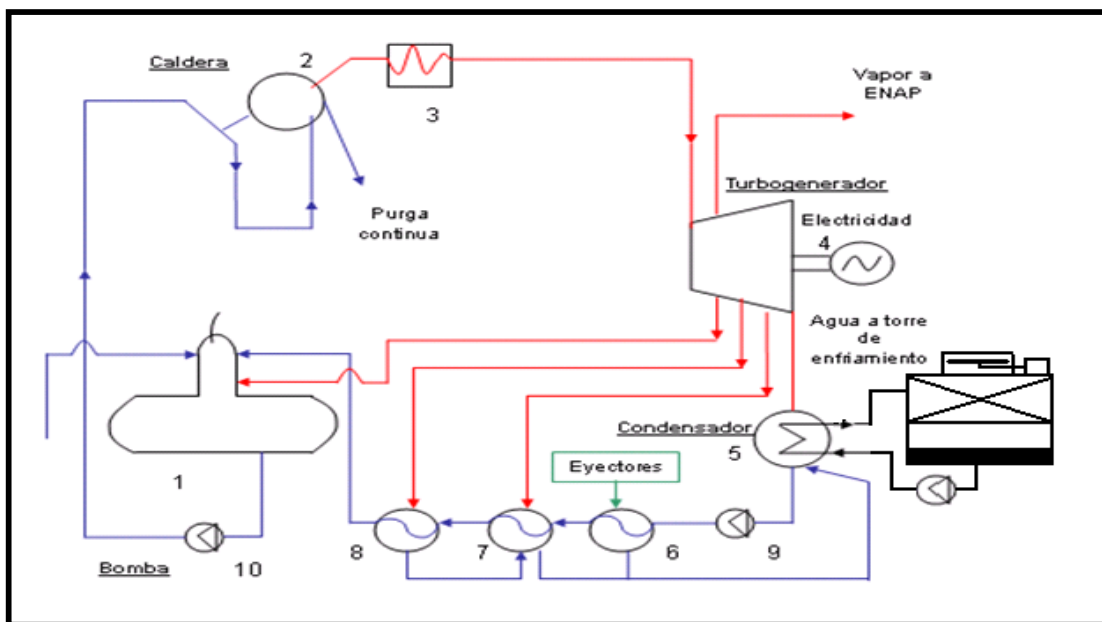 Caldera
2
3
Vapor a
ENAP
Turbogenerador
Electricidad
4
Purga
continua
Agua a torre
de
enfriamiento
Condensador
5
Eyectores
1
8
7
6
9
Bomba
10